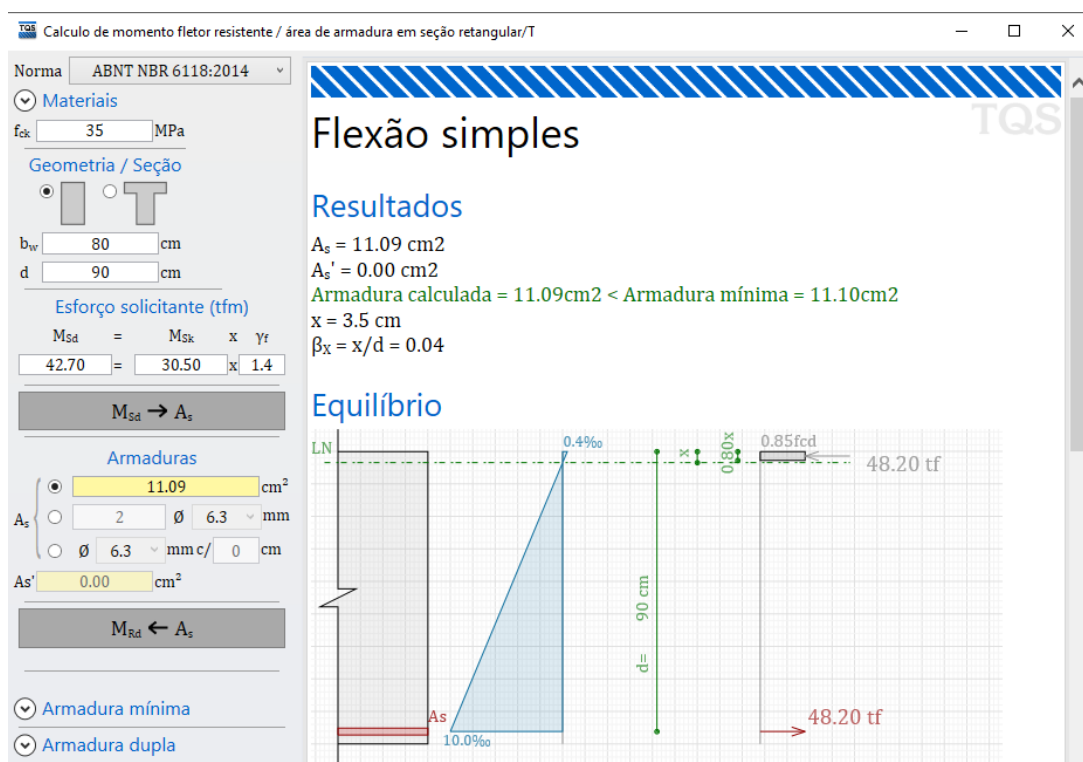 TQS Calculo de momento fletor resistente / área de armadura em seção retangular/T
Norma ABNT NBR 6118:2014
Materiais
fck 35 MPa
Geometria / Seção
bw 80 cm
d 90 cm
Esforço solicitante (tfm)
MSd = MSk x γf
42.70 = 30.50 x 1.4
MSd → As
Armaduras
11.09 cm²
As 2 Ø 6.3 mm
Ø 6.3 mm c/ 0 cm
As' 0.00 cm²
MRd ← As
Armadura mínima
Armadura dupla
TQS
Flexão simples
Resultados
As = 11.09 cm2
As' = 0.00 cm2
Armadura calculada = 11.09cm2 < Armadura mínima = 11.10cm2
x = 3.5 cm
βX = x/d = 0.04
Equilíbrio
LN
0.4‰
x
0.80x
0.85fcd
48.20 tf
d= 90 cm
As
10.0‰
48.20 tf